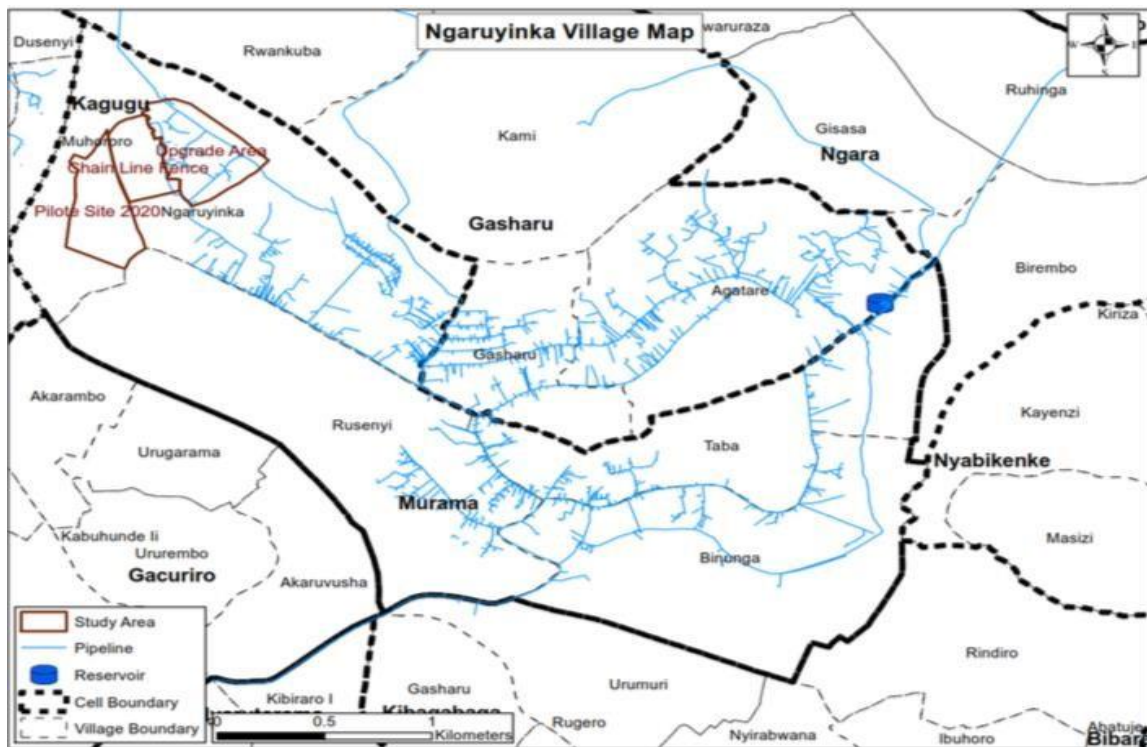 Ngaruyinka Village Map
waruraza
N
W
E
S
Dusenyi
Rwankuba
Ruhinga
Kagugu
Kami
Gisasa
Muhororo
Upgrade Area
Ngara
Chain Line Fence
Pilote Site 2020
Ngaruyinka
Gasharu
Birembo
Agatare
Kiriza
Gasharu
Akarambo
Rusenyi
Kayenzi
Urugarama
Taba
Nyabikenke
Murama
Kabuhunde Ii
Masizi
Ururembo
Binunga
Gacuriro
Akaruvusha
Study Area
Pipeline
Reservoir
Cell Boundary
Village Boundary
Rindiro
Kibiraro I
Gasharu
Urumuri
Kibagabaga
0
0.5
1
Kilometers
Rugero
Nyirabwana
Ibuhoro
Abatuje
Bibar